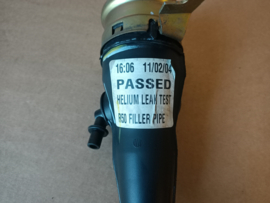 16:06 11/02/04
PASSED
HELIUM LEAK TEST
R50 FILLER PIPE